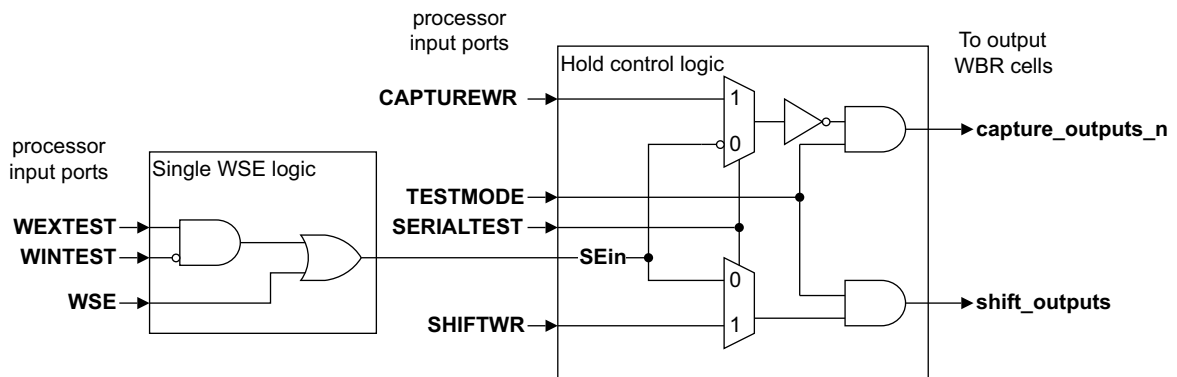 processor
input ports
To output
WBR cells
Hold control logic
CAPTUREWR
1
0
capture_outputs_n
processor
input ports
Single WSE logic
TESTMODE
WEXTEST
SERIALTEST
WINTEST
SEin
WSE
0
1
shift_outputs
SHIFTWR